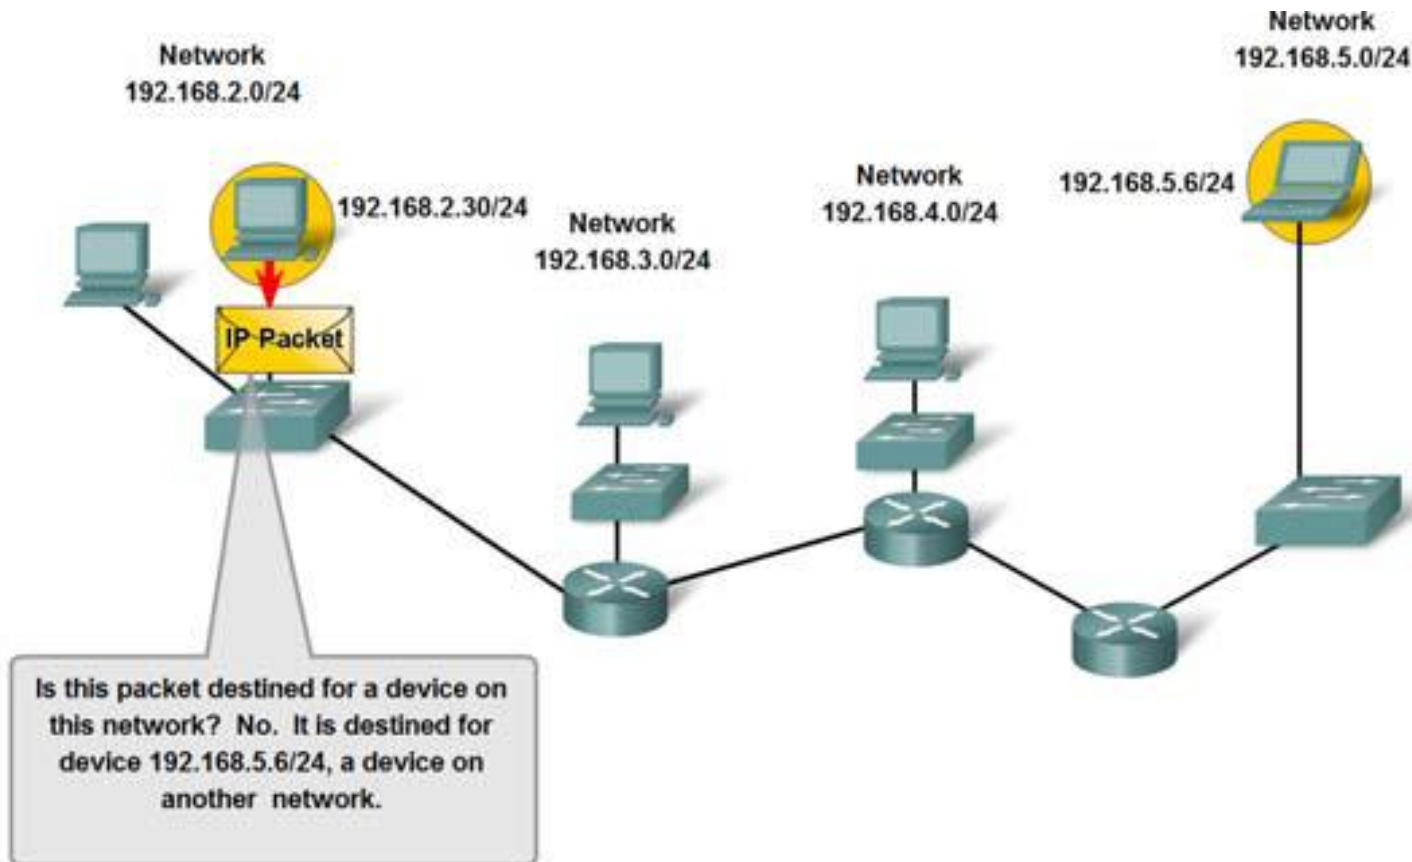 Network
192.168.2.0/24
192.168.2.30/24
IP Packet
Network
192.168.3.0/24
Network
192.168.4.0/24
Network
192.168.5.0/24
192.168.5.6/24
Is this packet destined for a device on
this network?  No.  It is destined for
device 192.168.5.6/24, a device on
another  network.